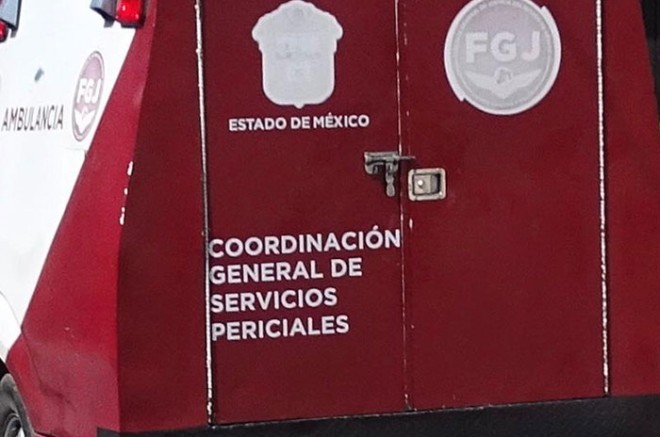 FGJ
ESTADO DE MÉXICO
FGJ
AMBULANCIA
COORDINACIÓN
GENERAL DE
SERVICIOS
PERICIALES